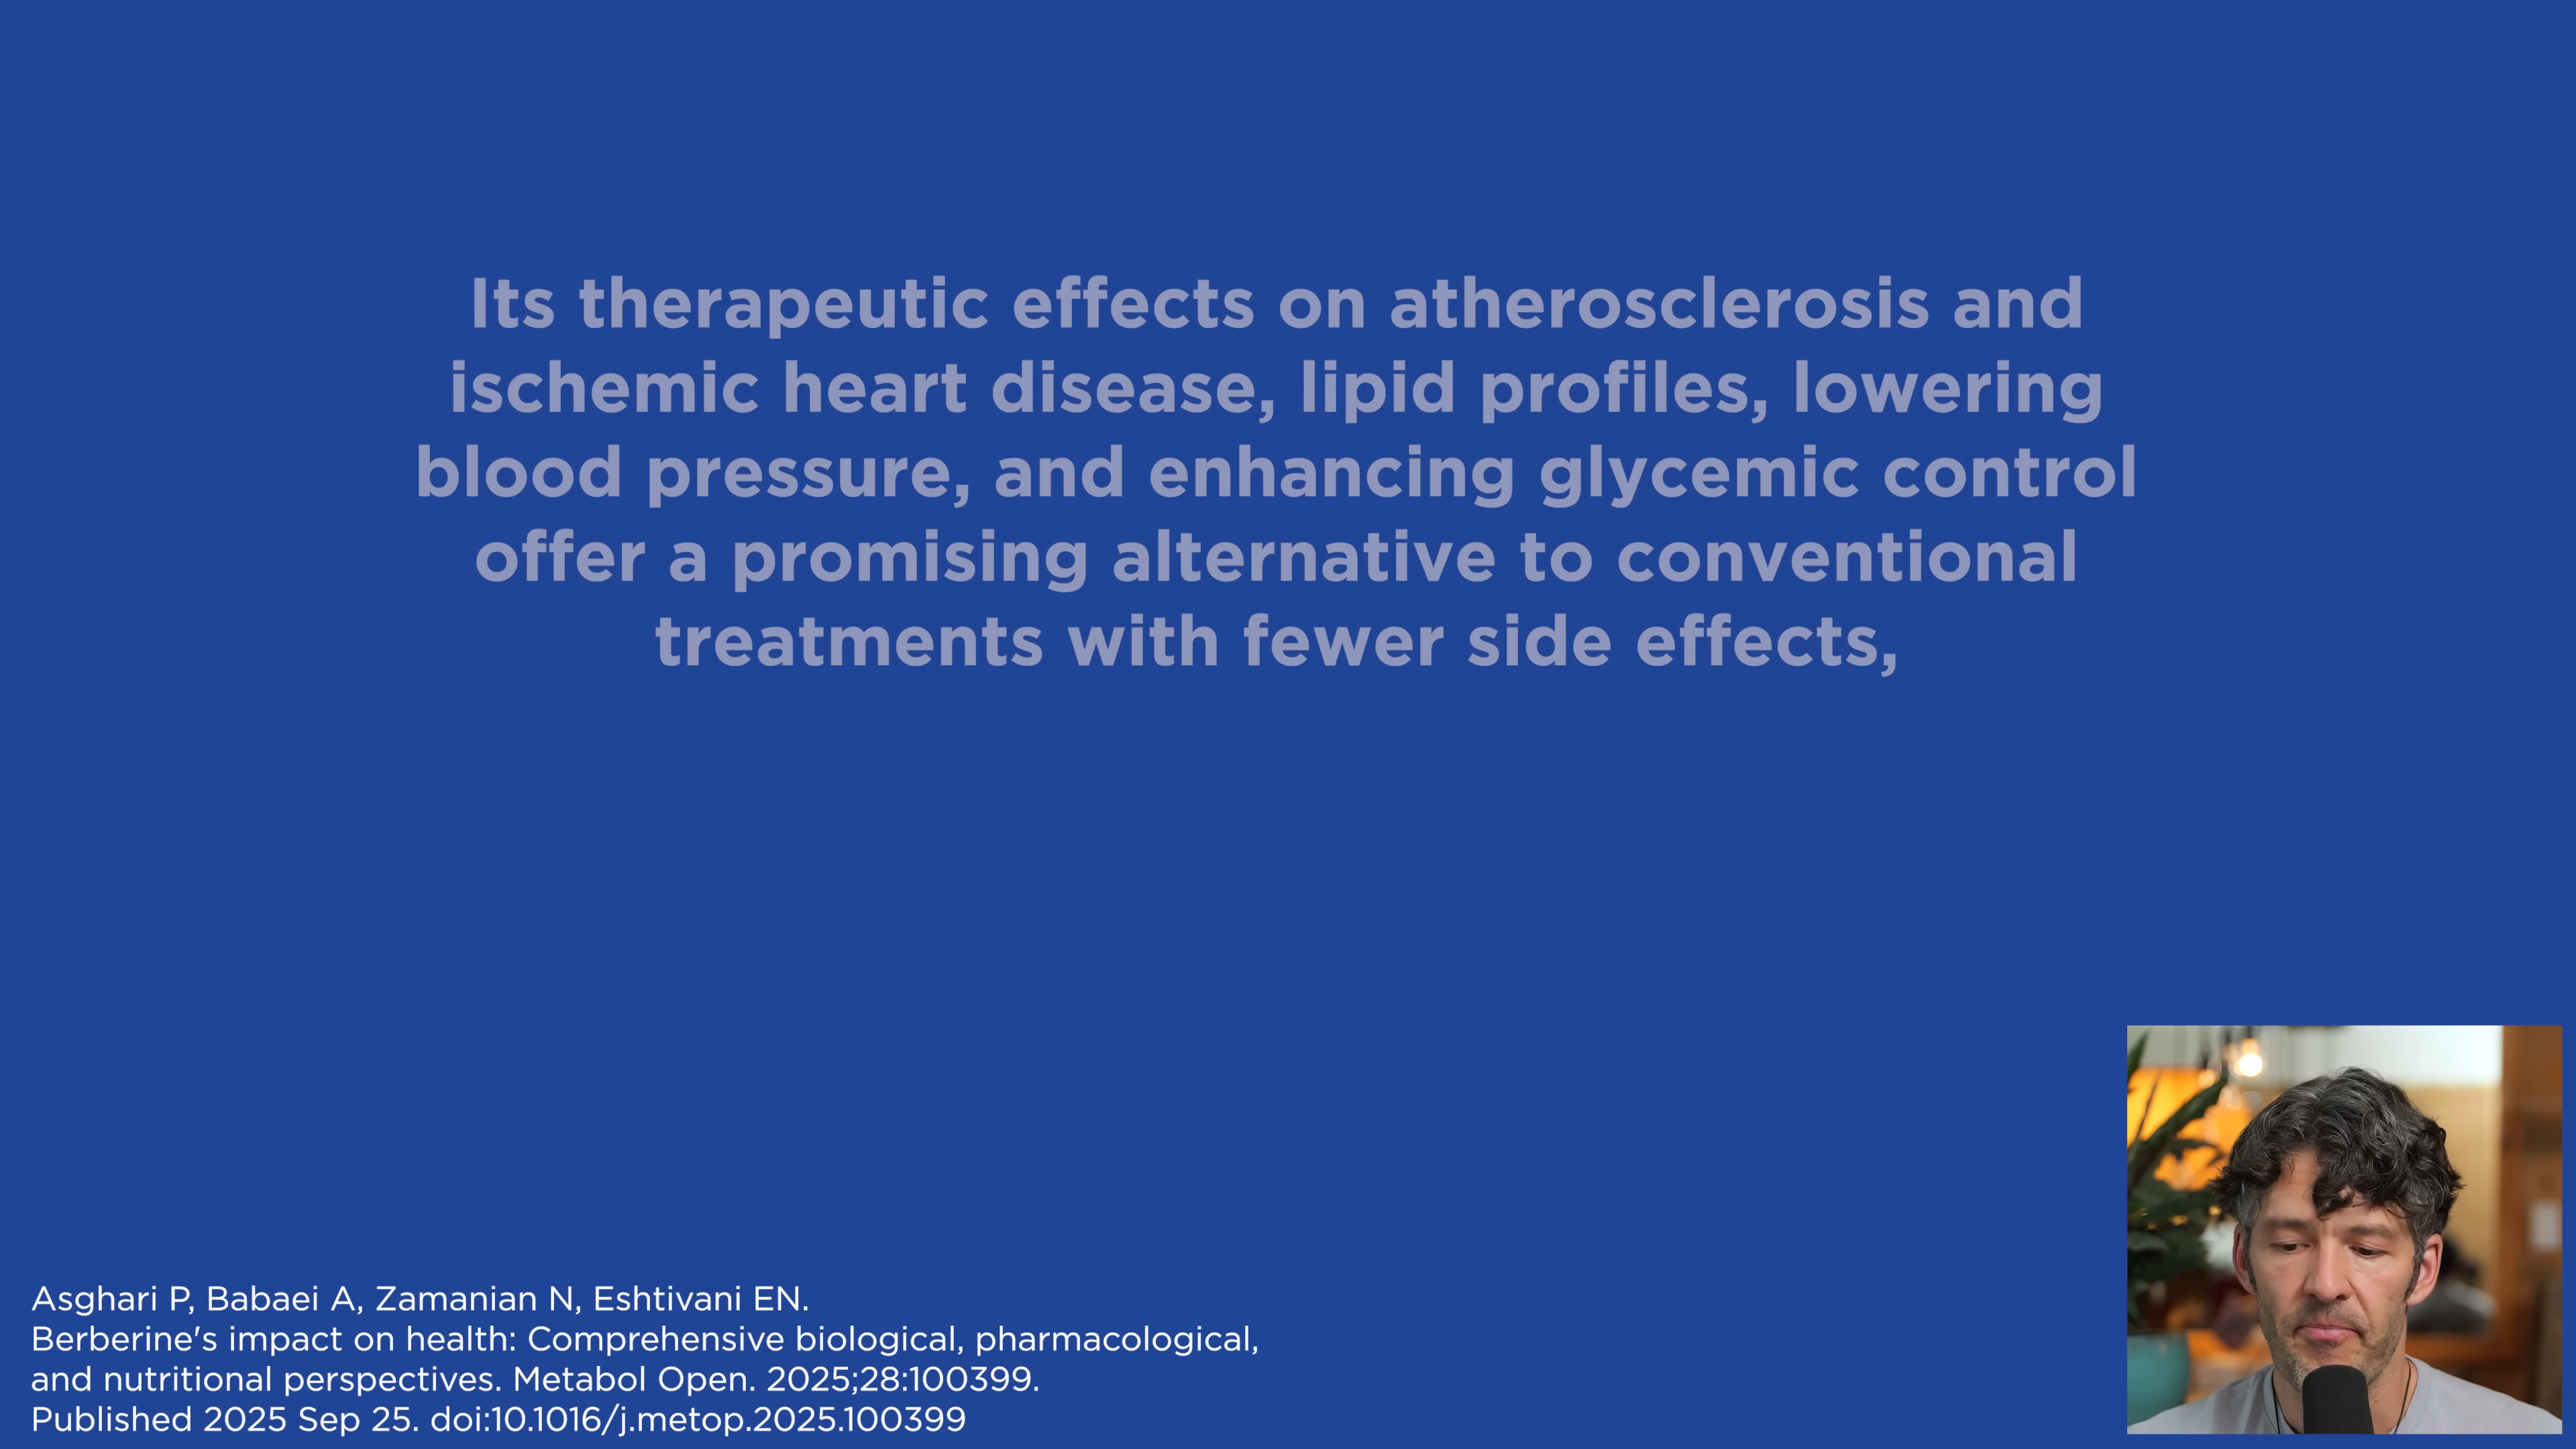 Its therapeutic effects on atherosclerosis and
ischemic heart disease, lipid profiles, lowering
blood pressure, and enhancing glycemic control
offer a promising alternative to conventional
treatments with fewer side effects,
Asghari P, Babaei A, Zamanian N, Eshtivani EN.
Berberine's impact on health: Comprehensive biological, pharmacological,
and nutritional perspectives. Metabol Open. 2025;28:100399.
Published 2025 Sep 25. doi:10.1016/j.metop.2025.100399